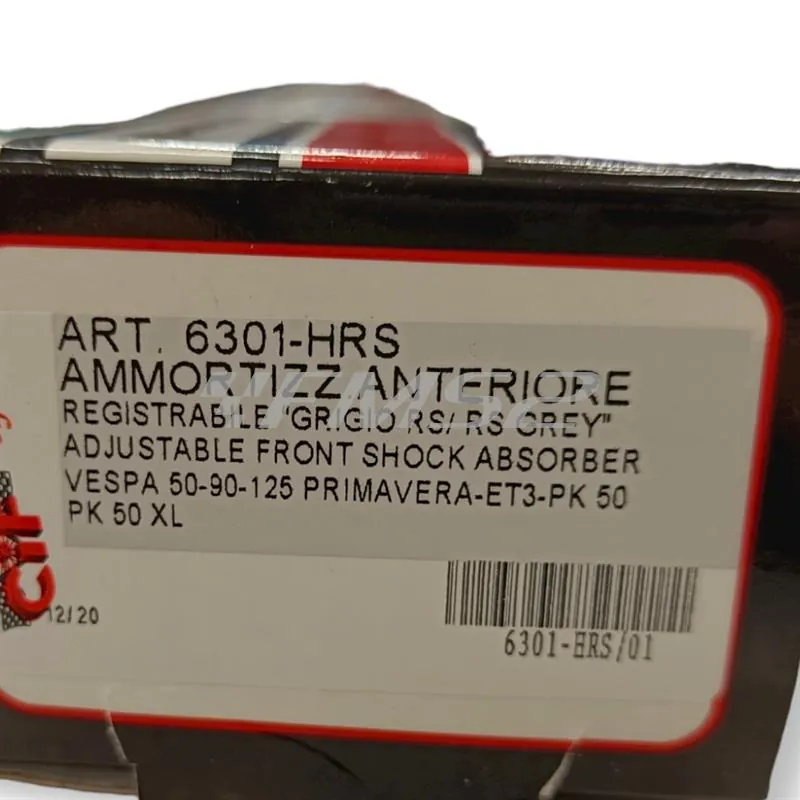 ART. 6301-HRS
AMMORTIZZ ANTERIORE
REGISTRABILE "GRIGIO RS/ RS GREY"
ADJUSTABLE FRONT SHOCK ABSORBER
VESPA 50-90-125 PRIMAVERA-ET3-PK 50
PK 50 XL
cif
12/20
6301-HRS/01